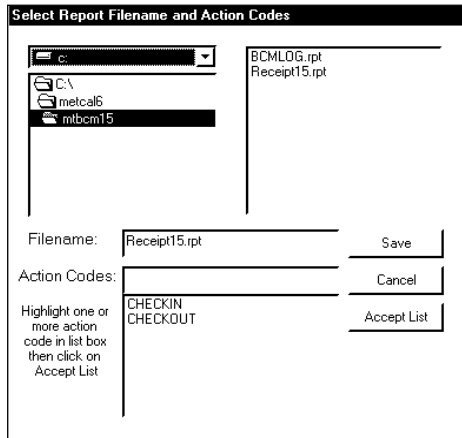 Select Report Filename and Action Codes
c:
BCMLOG.rpt
Receipt15.rpt
C:\
metcal6
mtbcm15
Filename:
Receipt15.rpt
Save
Action Codes:
Cancel
Highlight one or
more action
code in list box
then click on
Accept List
CHECKIN
CHECKOUT
Accept List